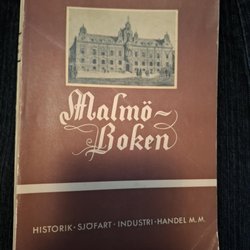 Malmö-
Boken
HISTORIK · SJÖFART · INDUSTRI · HANDEL M. M.